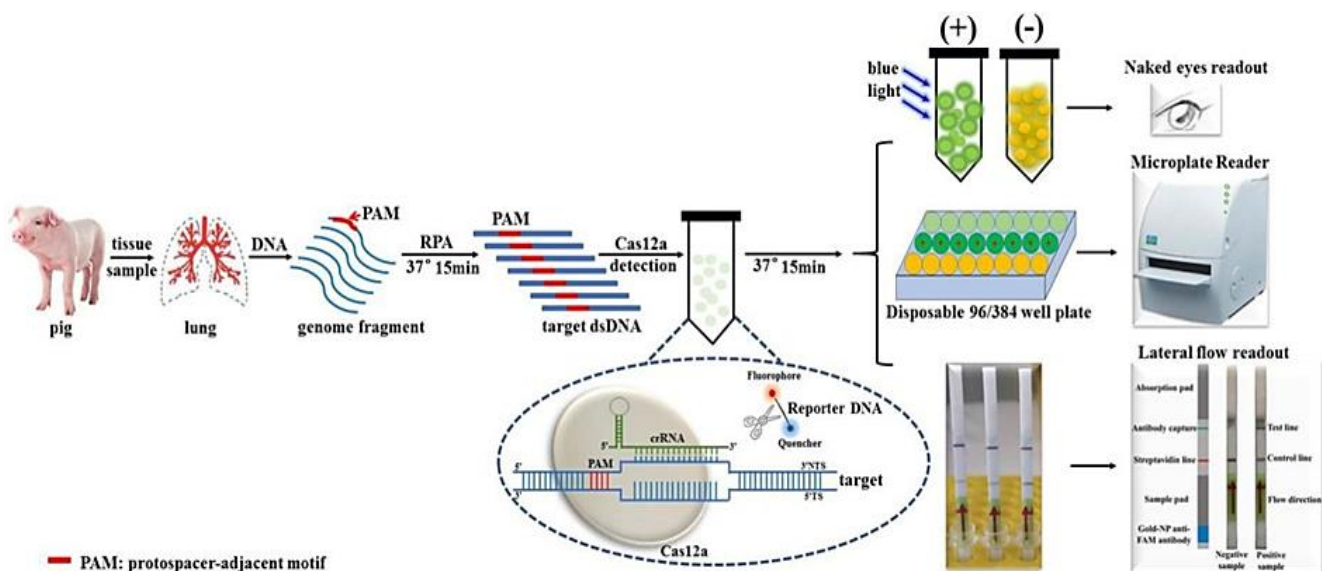 (+)
(-)
blue
light
Naked eyes readout
Microplate Reader
PAM
tissue
sample
DNA
RPA
37° 15min
PAM
Cas12a
detection
37° 15min
pig
lung
genome fragment
target dsDNA
Disposable 96/384 well plate
Lateral flow readout
Fluorophore
Reporter DNA
Quencher
crRNA
5'
3'
PAM
5'
3'
3'NTS
5'TS
target
Cas12a
Absorption pad
Antibody capture
Test line
Streptavidin line
Control line
Sample pad
Flow direction
Gold-NP anti-
FAM antibody
Negative
sample
Positive
sample
PAM: protospacer-adjacent motif